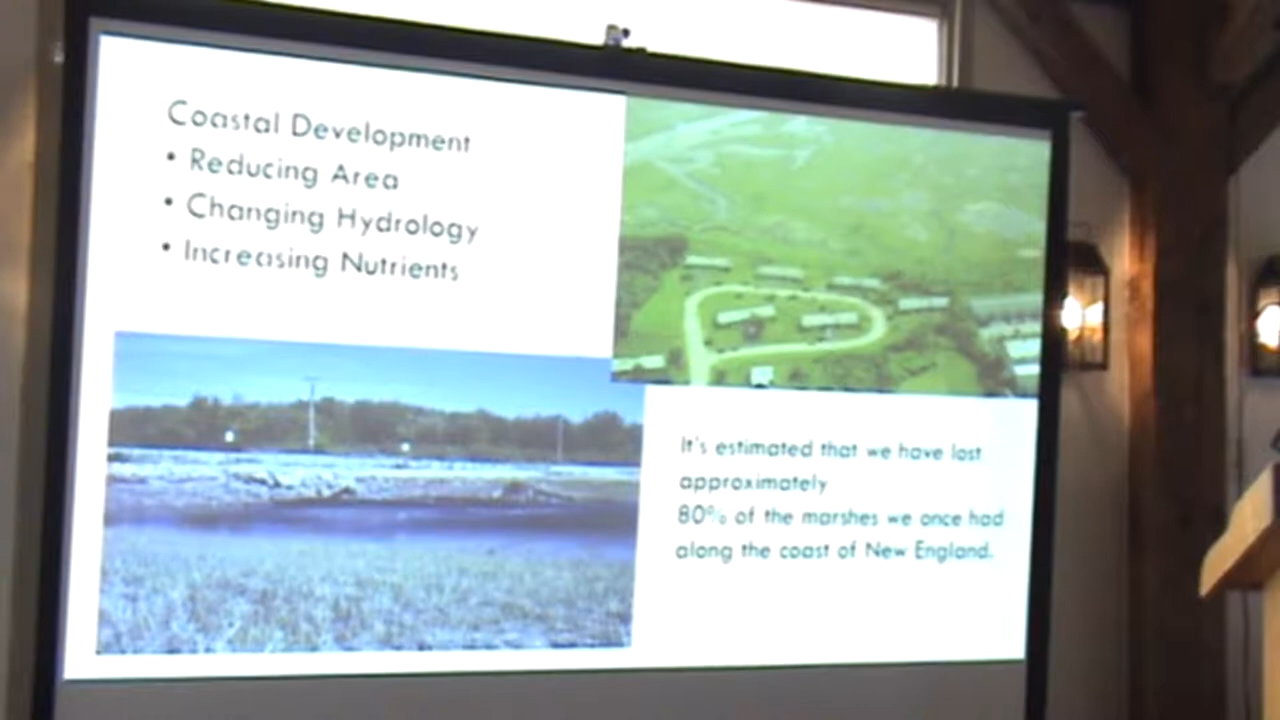 Coastal Development
• Reducing Area
• Changing Hydrology
• Increasing Nutrients
It's estimated that we have lost
approximately
80% of the marshes we once had
along the coast of New England.